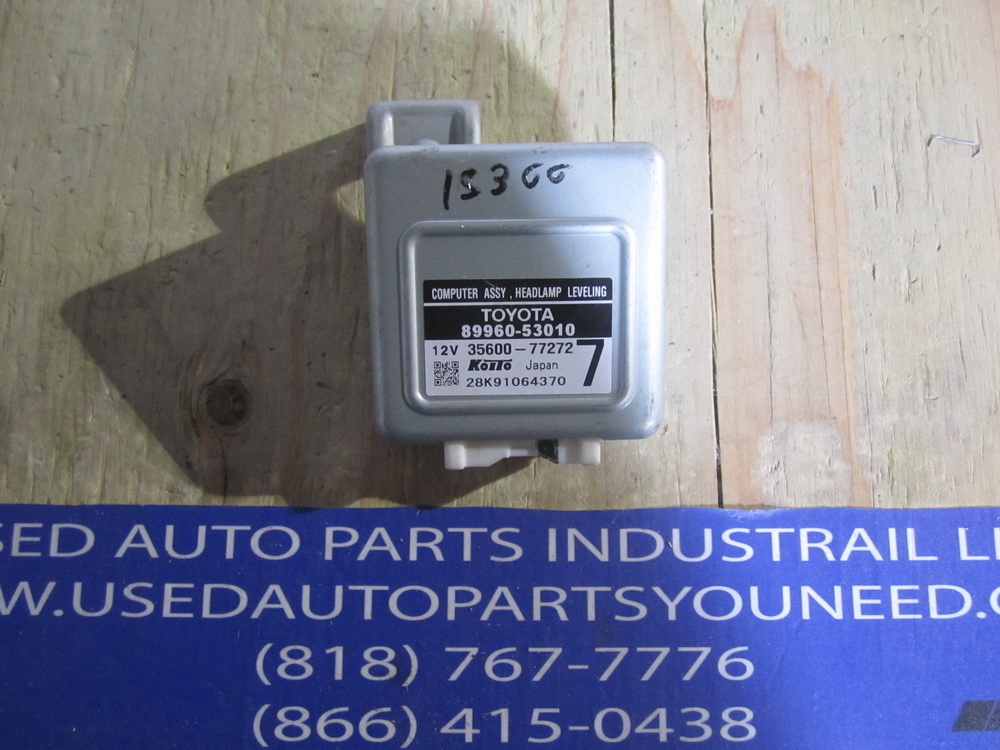 IS300
COMPUTER ASSY , HEADLAMP LEVELING
TOYOTA
89960-53010
12V 35600-77272 7
KOITO Japan
28K91064370
SED AUTO PARTS INDUSTRAIL LI
W.USEDAUTOPARTSYOUNEED.C
(818) 767-7776
(866) 415-0438